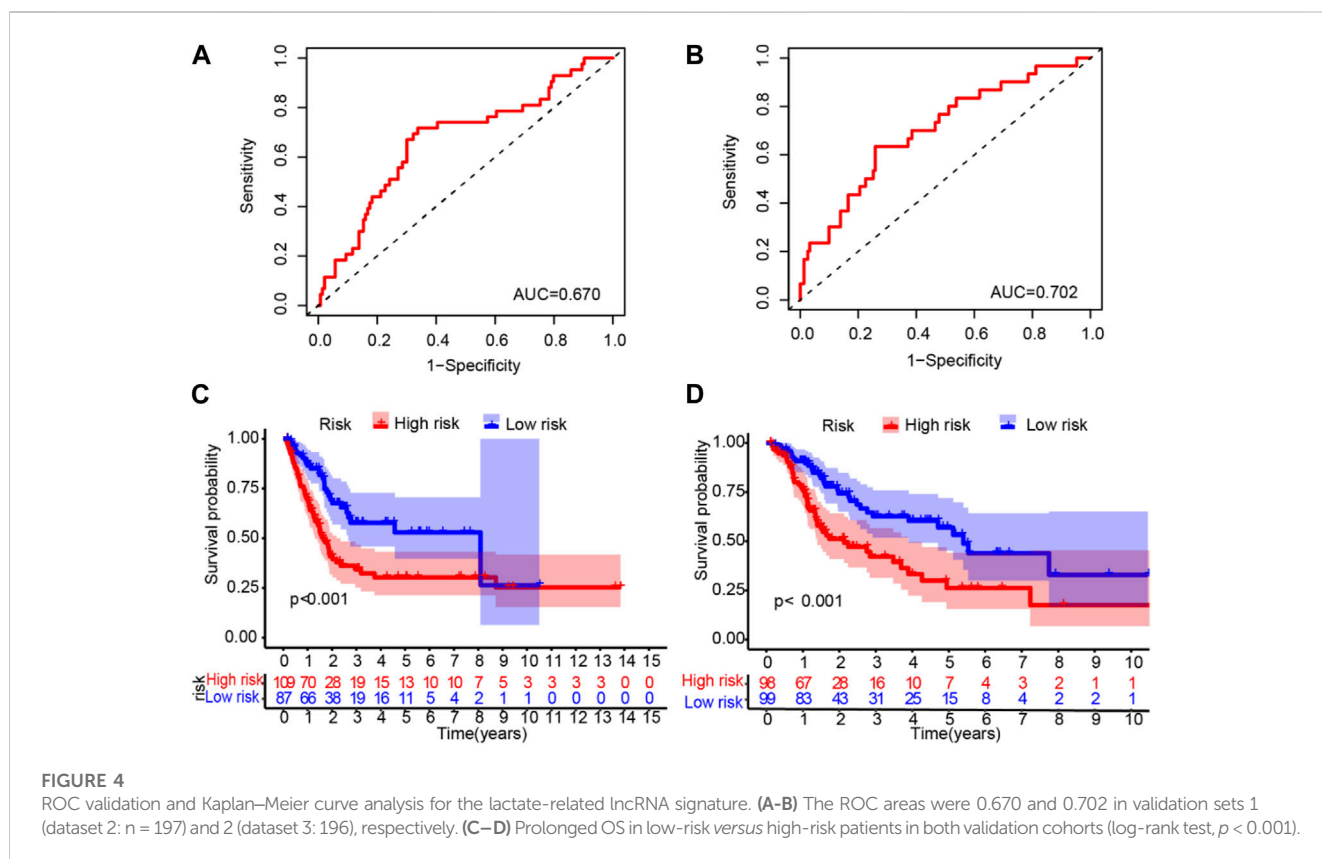 A
1.0
0.8
0.6
0.4
0.2
0.0
Sensitivity
AUC=0.670
0.0 0.2 0.4 0.6 0.8 1.0
1−Specificity
B
1.0
0.8
0.6
0.4
0.2
0.0
Sensitivity
AUC=0.702
0.0 0.2 0.4 0.6 0.8 1.0
1−Specificity
C
Risk High risk Low risk
1.00
0.75
0.50
0.25
0.00
Survival probability
p<0.001
0 1 2 3 4 5 6 7 8 9 10 11 12 13 14 15
risk
High risk 109 70 28 19 15 13 10 10 7 5 3 3 3 3 0 0
Low risk 87 66 38 19 16 11 5 4 2 1 1 0 0 0 0 0
0 1 2 3 4 5 6 7 8 9 10 11 12 13 14 15
Time(years)
D
Risk High risk Low risk
1.00
0.75
0.50
0.25
0.00
Survival probability
p< 0.001
0 1 2 3 4 5 6 7 8 9 10
High risk 98 67 28 16 10 7 4 3 2 1 1
Low risk 99 83 43 31 25 15 8 4 2 2 1
0 1 2 3 4 5 6 7 8 9 10
Time(years)
FIGURE 4
ROC validation and Kaplan–Meier curve analysis for the lactate-related lncRNA signature. (A-B) The ROC areas were 0.670 and 0.702 in validation sets 1
(dataset 2: n = 197) and 2 (dataset 3: 196), respectively. (C–D) Prolonged OS in low-risk versus high-risk patients in both validation cohorts (log-rank test, p < 0.001).